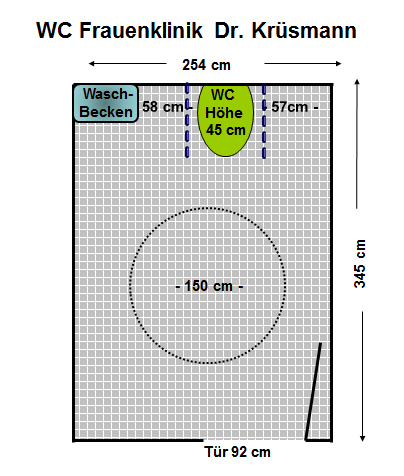 WC Frauenklinik Dr. Krüsmann
254 cm
Wasch-
Becken
58 cm -
WC
Höhe
45 cm
57cm -
- 150 cm -
345 cm
Tür 92 cm